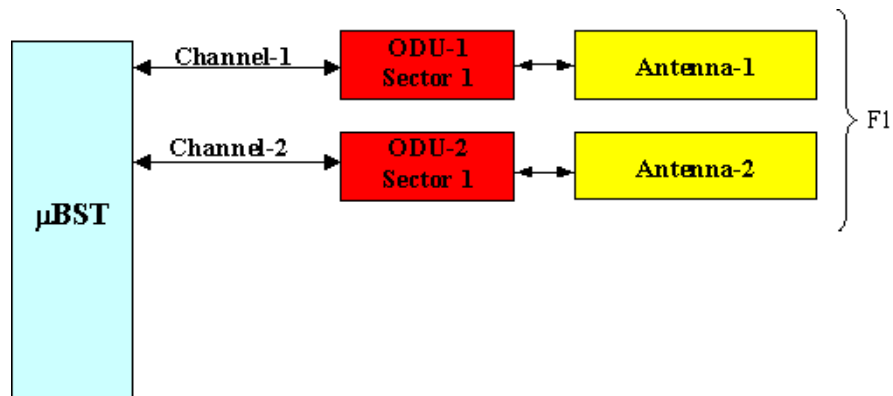 Channel-1
ODU-1
Sector 1
Antenna-1
F1
Channel-2
ODU-2
Sector 1
Antenna-2
µBST